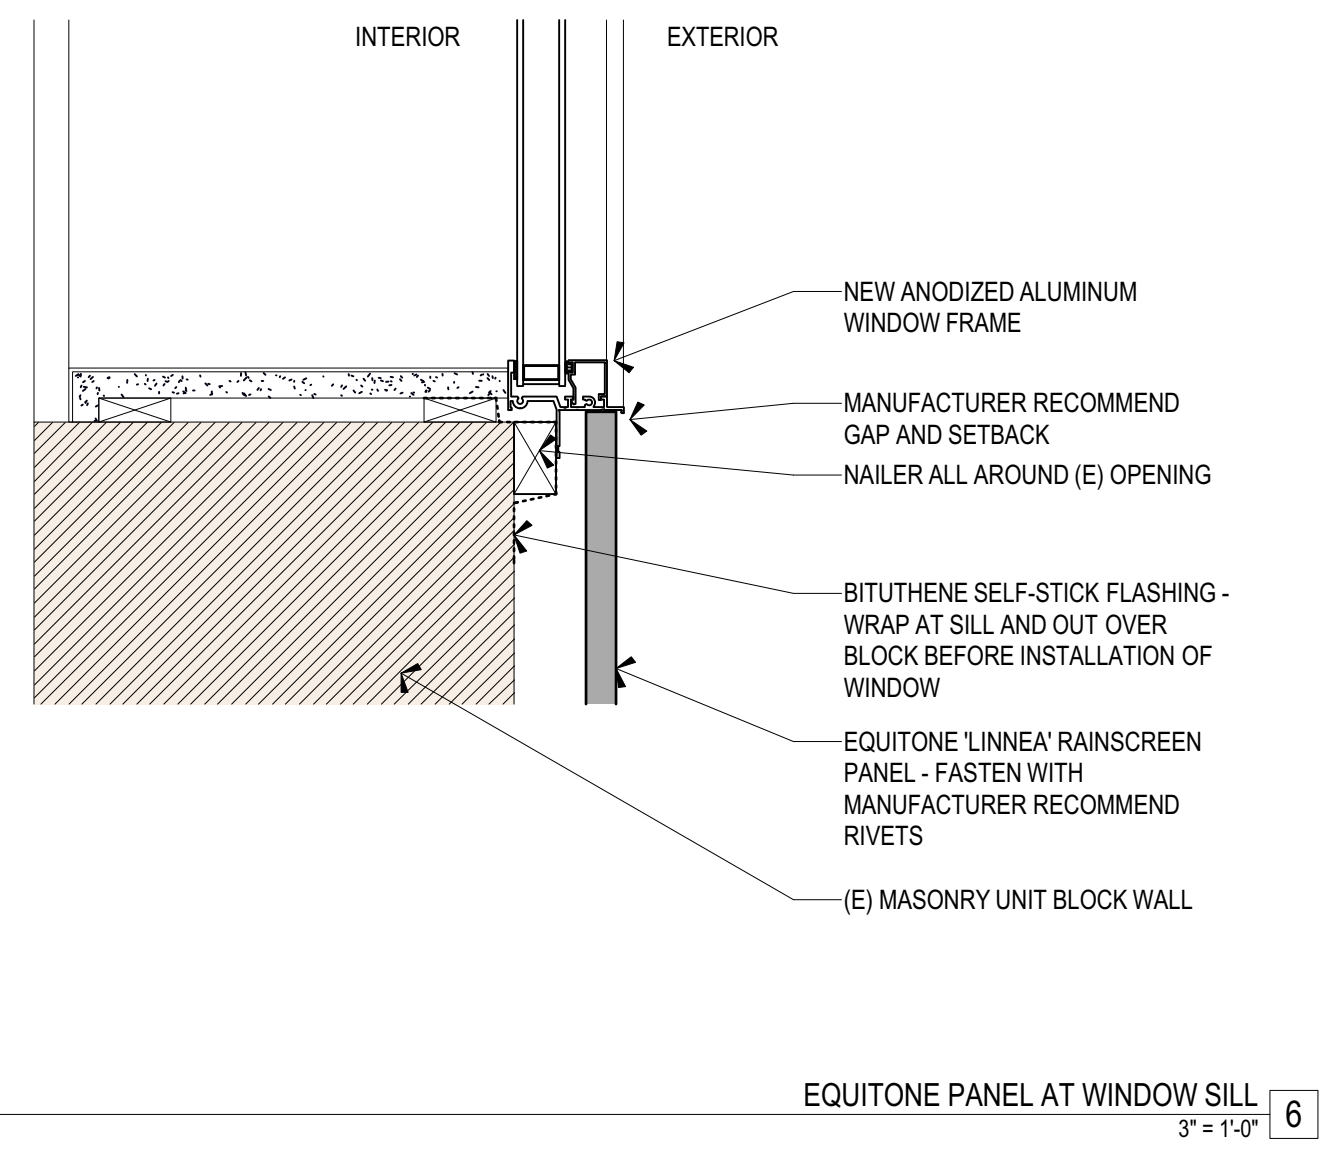 INTERIOR
EXTERIOR
NEW ANODIZED ALUMINUM
WINDOW FRAME
MANUFACTURER RECOMMEND
GAP AND SETBACK
NAILER ALL AROUND (E) OPENING
BITUTHENE SELF-STICK FLASHING -
WRAP AT SILL AND OUT OVER
BLOCK BEFORE INSTALLATION OF
WINDOW
EQUITONE 'LINNEA' RAINSCREEN
PANEL - FASTEN WITH
MANUFACTURER RECOMMEND
RIVETS
(E) MASONRY UNIT BLOCK WALL
EQUITONE PANEL AT WINDOW SILL
3" = 1'-0"
6